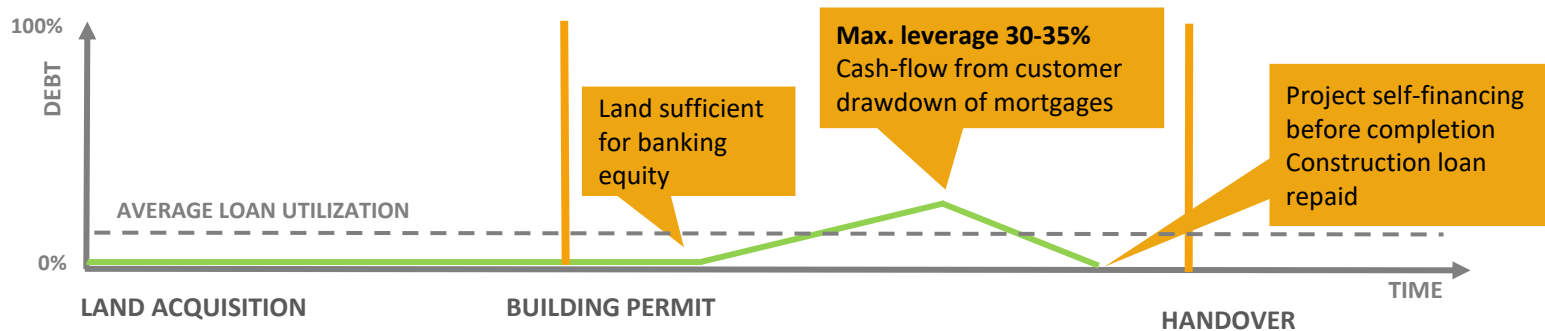 100%
DEBT
0%
AVERAGE LOAN UTILIZATION
Land sufficient
for banking
equity
Max. leverage 30-35%
Cash-flow from customer
drawdown of mortgages
Project self-financing
before completion
Construction loan
repaid
TIME
LAND ACQUISITION
BUILDING PERMIT
HANDOVER